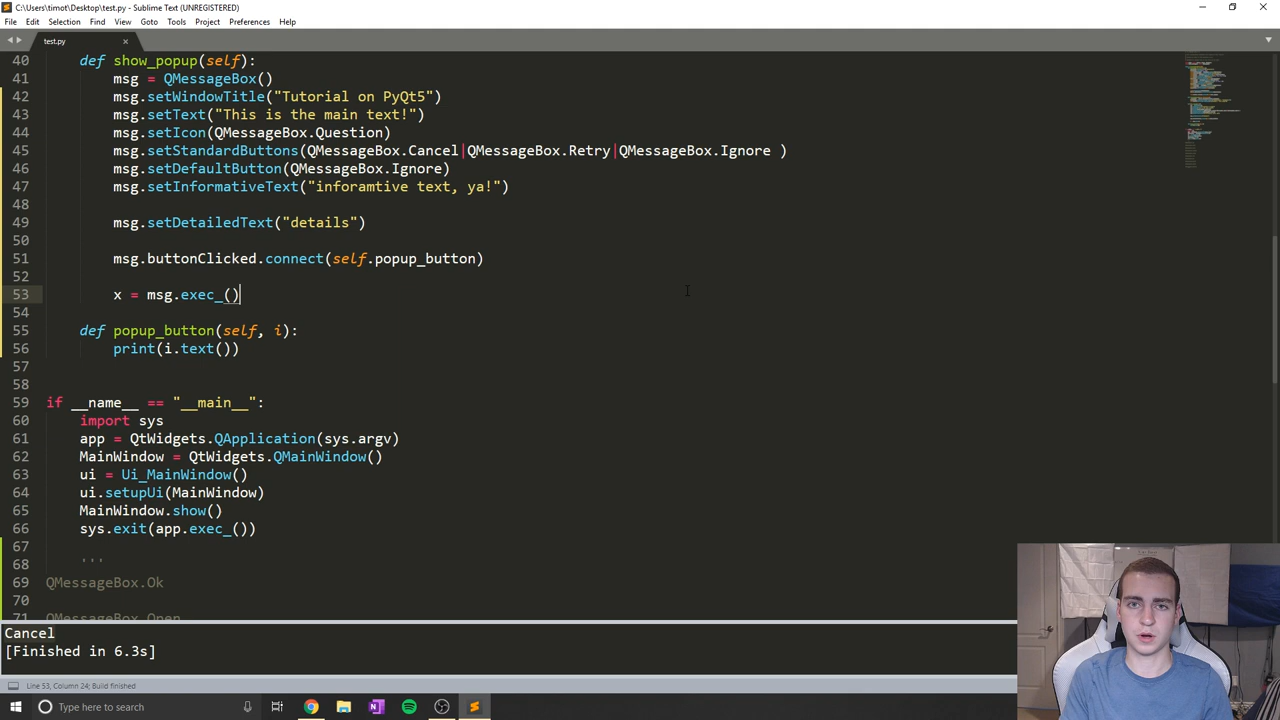 C:\Users\timot\Desktop\test.py - Sublime Text (UNREGISTERED)
File Edit Selection Find View Goto Tools Project Preferences Help
test.py
40 def show_popup(self):
41 msg = QMessageBox()
42 msg.setWindowTitle("Tutorial on PyQt5")
43 msg.setText("This is the main text!")
44 msg.setIcon(QMessageBox.Question)
45 msg.setStandardButtons(QMessageBox.Cancel|QMessageBox.Retry|QMessageBox.Ignore )
46 msg.setDefaultButton(QMessageBox.Ignore)
47 msg.setInformativeText("inforamtive text, ya!")
48
49 msg.setDetailedText("details")
50
51 msg.buttonClicked.connect(self.popup_button)
52
53 x = msg.exec_()
54
55 def popup_button(self, i):
56 print(i.text())
57
58
59 if __name__ == "__main__":
60 import sys
61 app = QtWidgets.QApplication(sys.argv)
62 MainWindow = QtWidgets.QMainWindow()
63 ui = Ui_MainWindow()
64 ui.setupUi(MainWindow)
65 MainWindow.show()
66 sys.exit(app.exec_())
67
68 '''
69 QMessageBox.Ok
70
71 QMessageBox.Open
Cancel
[Finished in 6.3s]
Line 53, Column 24; Build finished
Type here to search